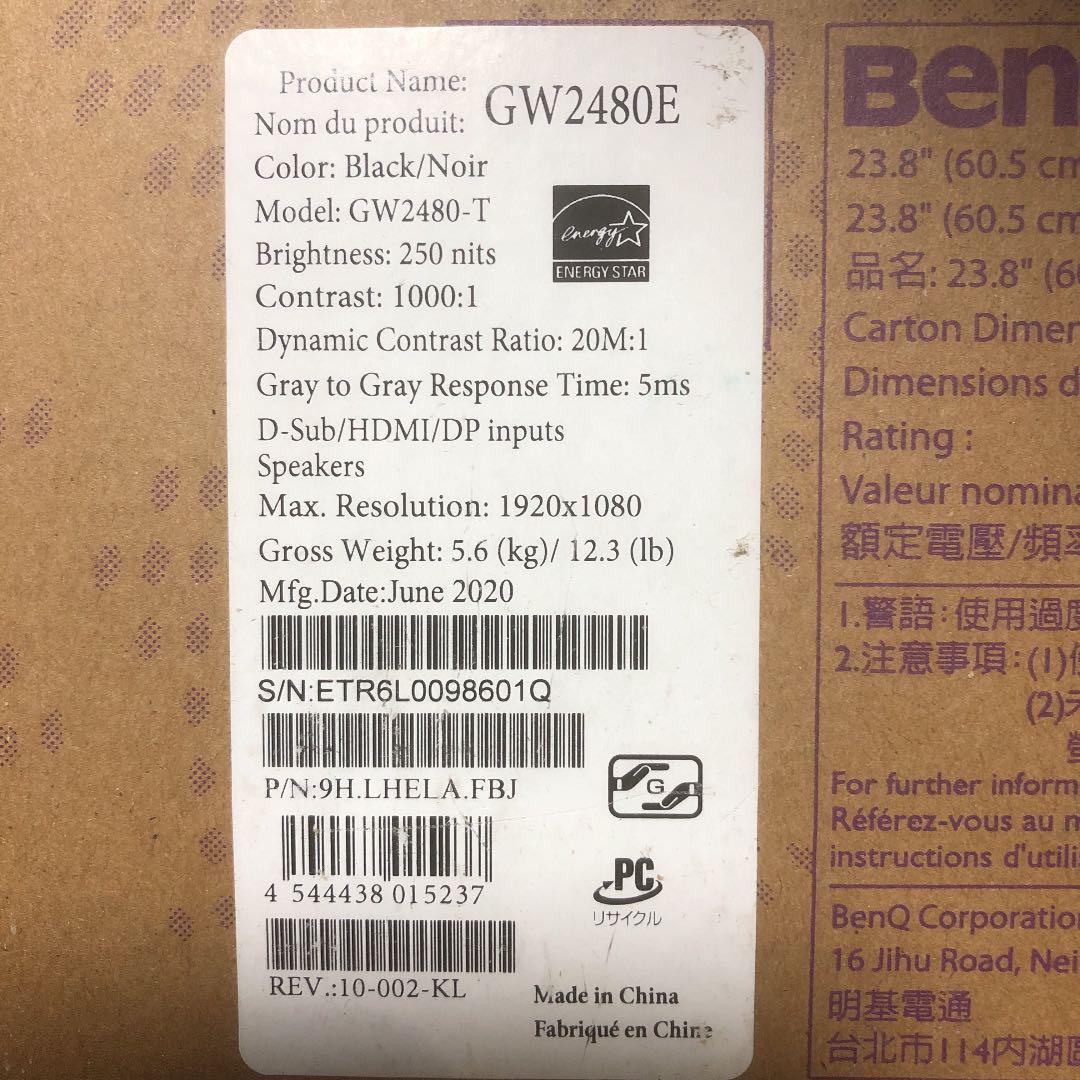 Product Name:
Nom du produit: GW2480E
Color: Black/Noir
Model: GW2480-T
Brightness: 250 nits
Contrast: 1000:1
Dynamic Contrast Ratio: 20M:1
Gray to Gray Response Time: 5ms
D-Sub/HDMI/DP inputs
Speakers
Max. Resolution: 1920x1080
Gross Weight: 5.6 (kg)/ 12.3 (lb)
Mfg.Date:June 2020
S/N:ETR6L0098601Q
P/N:9H.LHELA.FBJ
4 544438 015237
REV.:10-002-KL
energy
ENERGY STAR
G
PC
リサイクル
Made in China
Fabriqué en Chine
Ben
23.8" (60.5 cm
23.8" (60.5 cm
品名: 23.8" (6
Carton Dimen
Dimensions d
Rating :
Valeur nomina
額定電壓/頻率
1.警語:使用過度
2.注意事項:(1)使
(2)未
For further inform
Référez-vous au m
instructions d'utili
BenQ Corporation
16 Jihu Road, Nei
明基電通
台北市114內湖區